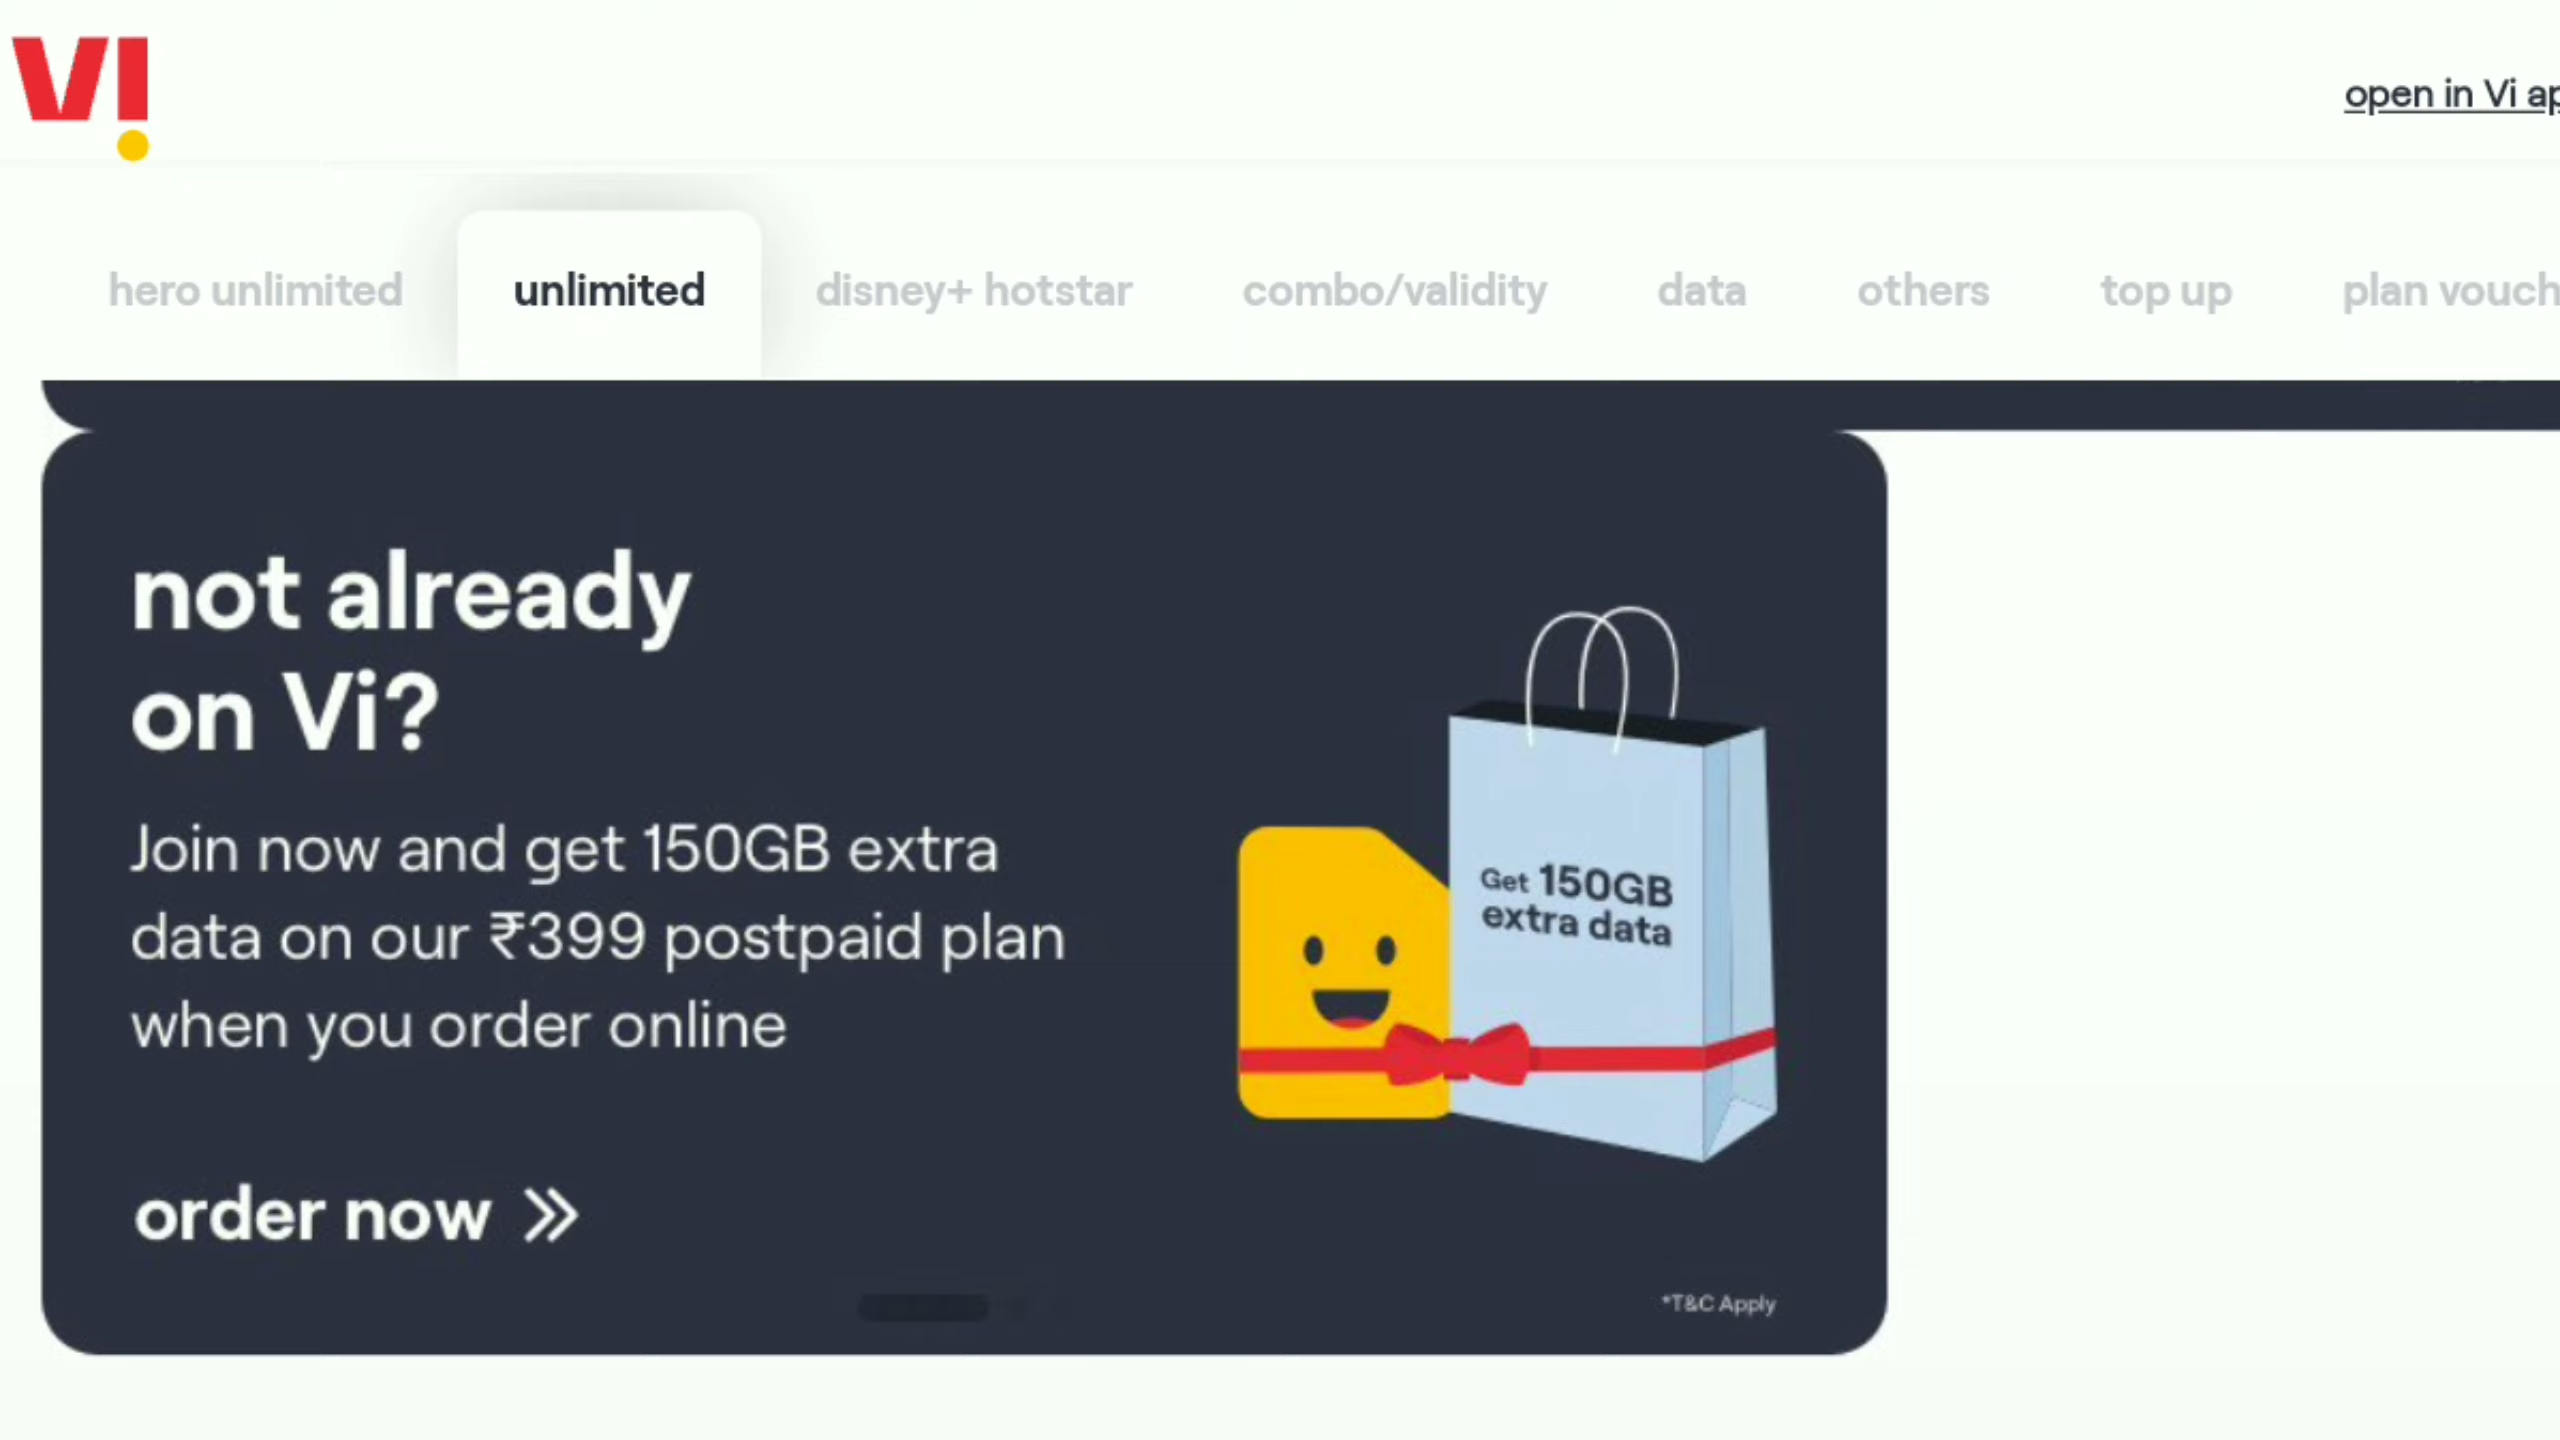 VI
open in Vi ap
hero unlimited unlimited disney+ hotstar combo/validity data others top up plan vouch
not already
on Vi?
Join now and get 150GB extra
data on our ₹399 postpaid plan
when you order online
order now
Get 150GB
extra data
*T&C Apply